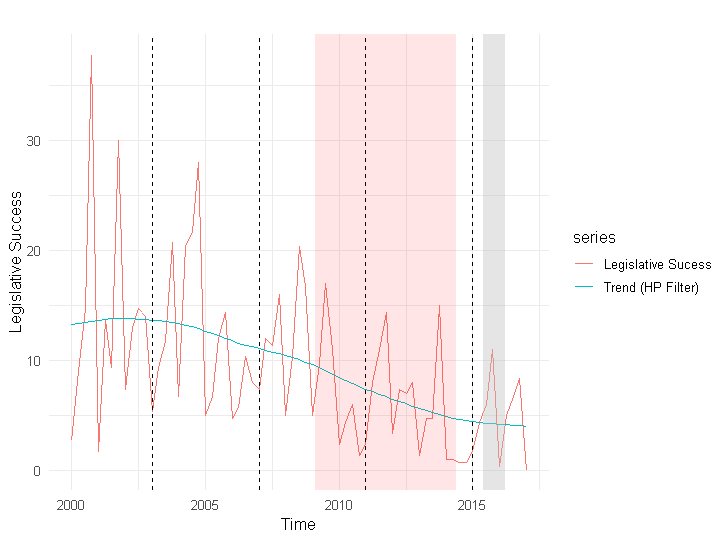 Legislative Success
30
20
10
0
2000
2005
2010
2015
Time
series
Legislative Sucess
Trend (HP Filter)